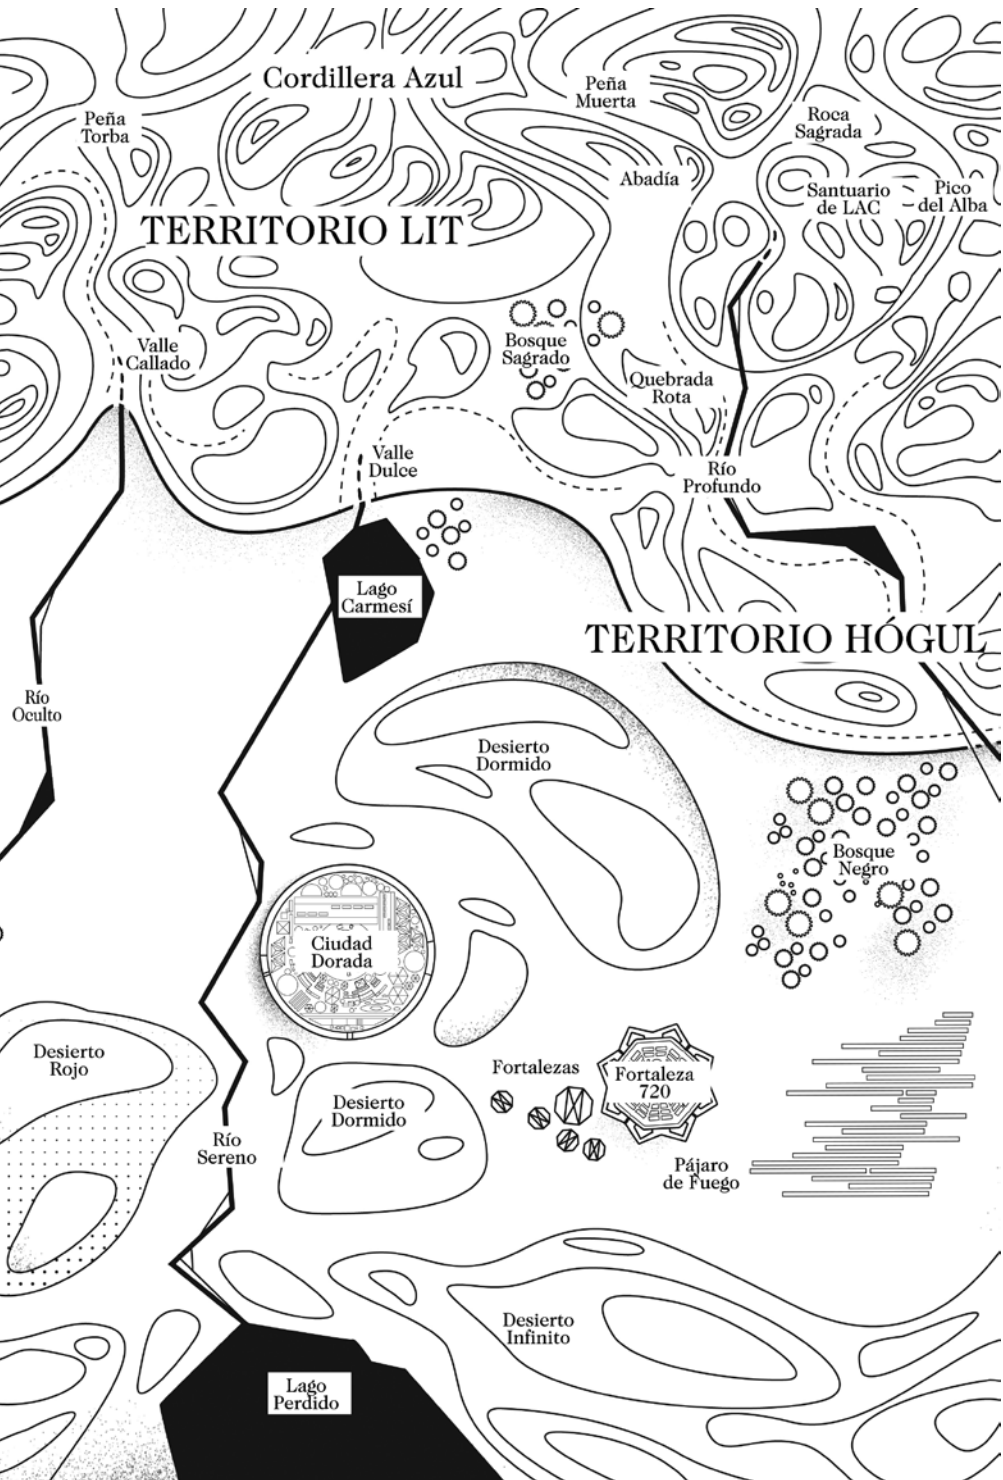 Cordillera Azul
Peña
Muerta
Peña
Torba
Roca
Sagrada
Abadía
Santuario
de LAC
Pico
del Alba
TERRITORIO LIT
Valle
Callado
Bosque
Sagrado
Quebrada
Rota
Valle
Dulce
Río
Profundo
Lago
Carmesí
TERRITORIO HÓGUL
Río
Oculto
Desierto
Dormido
Bosque
Negro
Ciudad
Dorada
Desierto
Rojo
Fortalezas
Fortaleza
720
Desierto
Dormido
Río
Sereno
Pájaro
de Fuego
Desierto
Infinito
Lago
Perdido